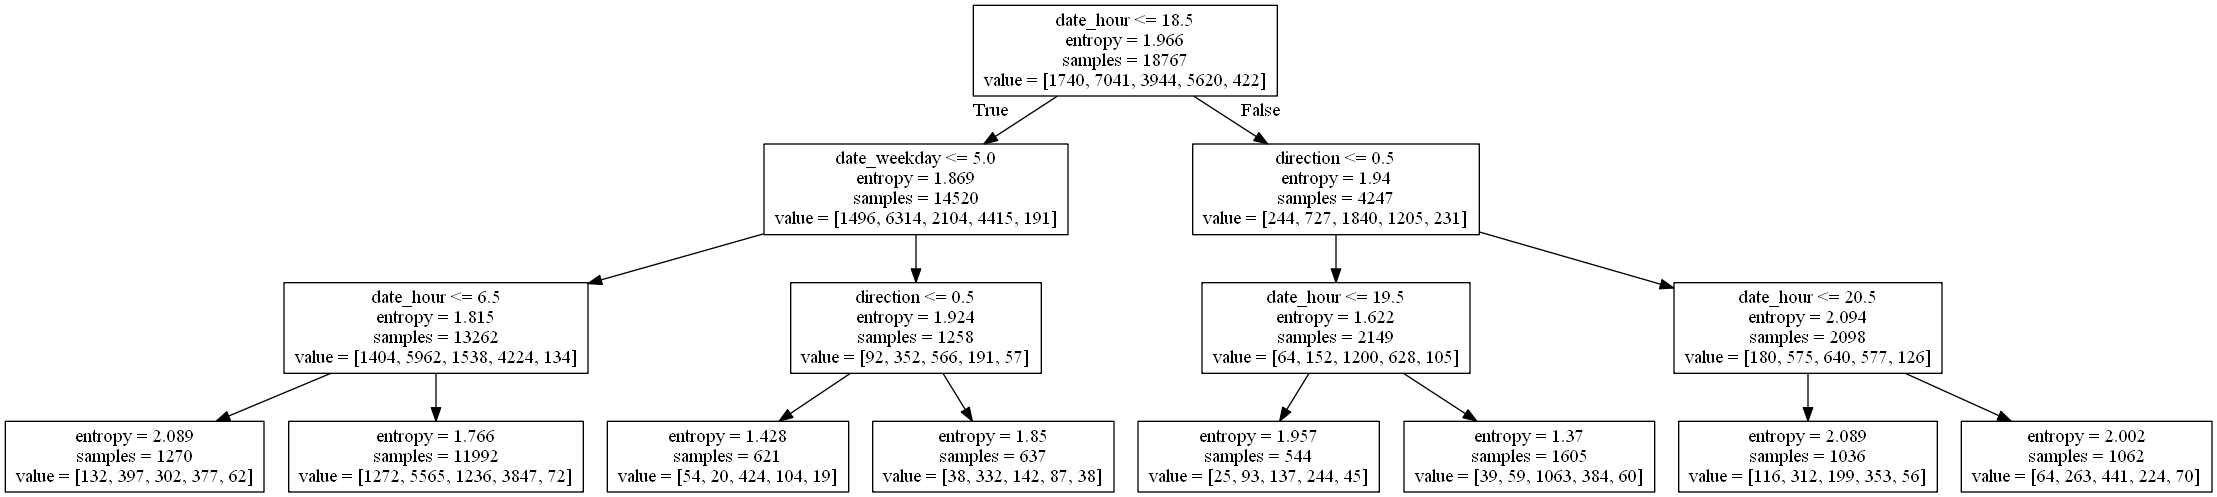 date_hour <= 18.5
entropy = 1.966
samples = 18767
value = [1740, 7041, 3944, 5620, 422]
True
False
date_weekday <= 5.0
entropy = 1.869
samples = 14520
value = [1496, 6314, 2104, 4415, 191]
direction <= 0.5
entropy = 1.94
samples = 4247
value = [244, 727, 1840, 1205, 231]
date_hour <= 6.5
entropy = 1.815
samples = 13262
value = [1404, 5962, 1538, 4224, 134]
direction <= 0.5
entropy = 1.924
samples = 1258
value = [92, 352, 566, 191, 57]
date_hour <= 19.5
entropy = 1.622
samples = 2149
value = [64, 152, 1200, 628, 105]
date_hour <= 20.5
entropy = 2.094
samples = 2098
value = [180, 575, 640, 577, 126]
entropy = 2.089
samples = 1270
value = [132, 397, 302, 377, 62]
entropy = 1.766
samples = 11992
value = [1272, 5565, 1236, 3847, 72]
entropy = 1.428
samples = 621
value = [54, 20, 424, 104, 19]
entropy = 1.85
samples = 637
value = [38, 332, 142, 87, 38]
entropy = 1.957
samples = 544
value = [25, 93, 137, 244, 45]
entropy = 1.37
samples = 1605
value = [39, 59, 1063, 384, 60]
entropy = 2.089
samples = 1036
value = [116, 312, 199, 353, 56]
entropy = 2.002
samples = 1062
value = [64, 263, 441, 224, 70]